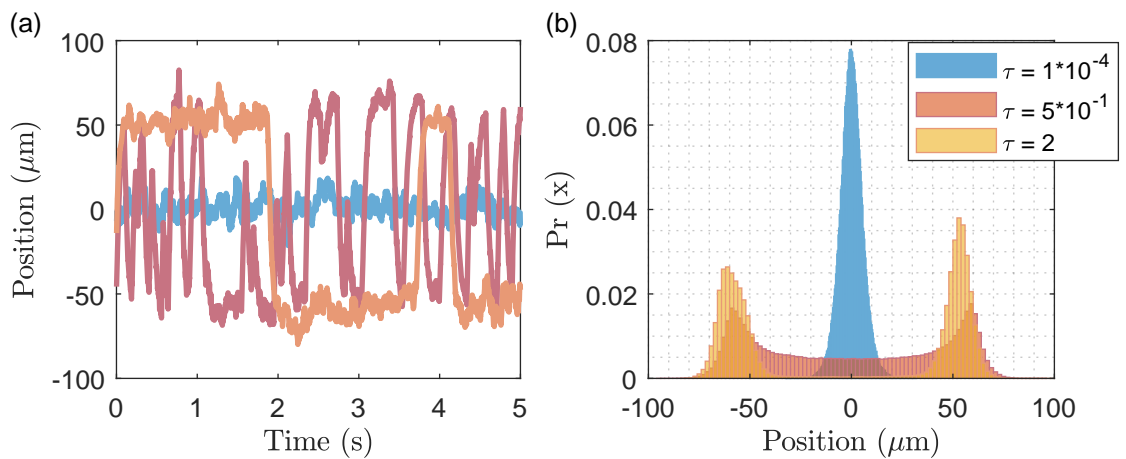 (a)
100
50
0
-50
-100
Position (μm)
0 1 2 3 4 5
Time (s)
(b)
0.08
0.06
0.04
0.02
0
Pr (x)
τ = 1*10⁻⁴
τ = 5*10⁻¹
τ = 2
-100 -50 0 50 100
Position (μm)